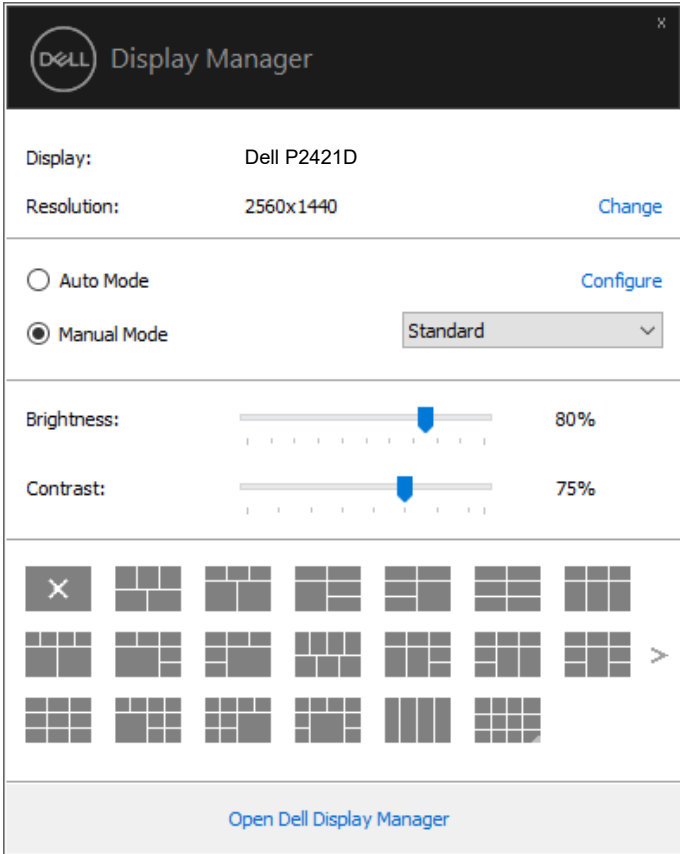 x
DELL Display Manager
Display: Dell P2421D
Resolution: 2560x1440 Change
Auto Mode Configure
Manual Mode Standard
Brightness: 80%
Contrast: 75%
Open Dell Display Manager